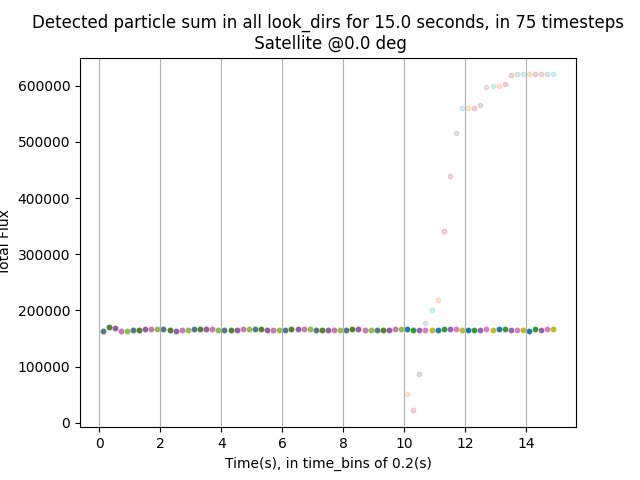 Detected particle sum in all look_dirs for 15.0 seconds, in 75 timesteps
Satellite @0.0 deg
600000
500000
400000
300000
200000
100000
0
Total Flux
0 2 4 6 8 10 12 14
Time(s), in time_bins of 0.2(s)